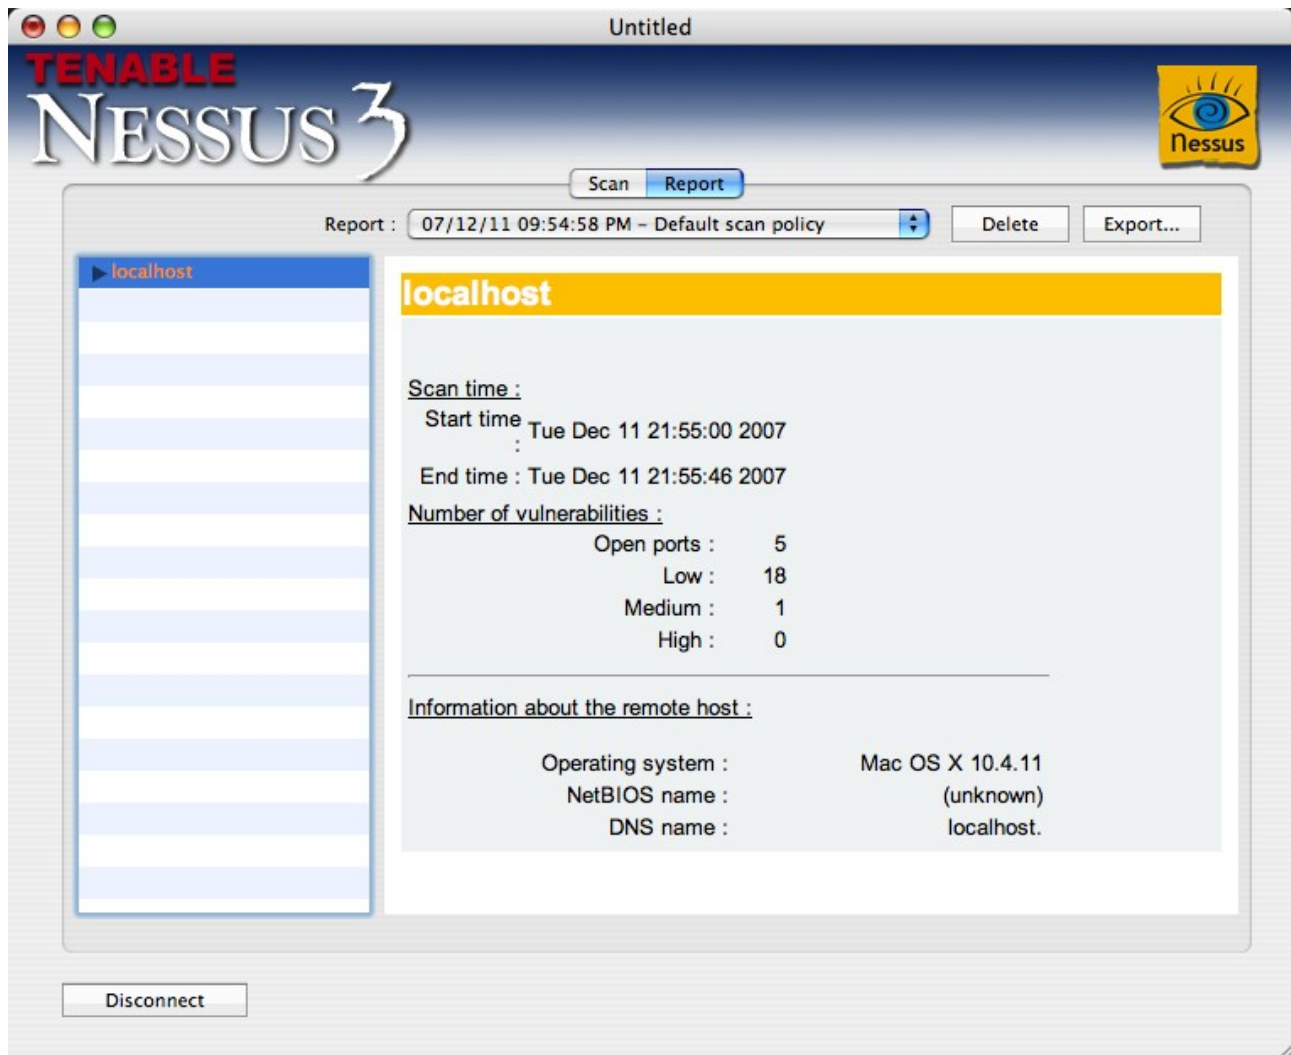 Untitled
TENABLE
NESSUS 3
Nessus
Scan Report
Report : 07/12/11 09:54:58 PM – Default scan policy Delete Export...
localhost
localhost
Scan time :
Start time : Tue Dec 11 21:55:00 2007
End time : Tue Dec 11 21:55:46 2007
Number of vulnerabilities :
Open ports : 5
Low : 18
Medium : 1
High : 0
Information about the remote host :
Operating system : Mac OS X 10.4.11
NetBIOS name : (unknown)
DNS name : localhost.
Disconnect